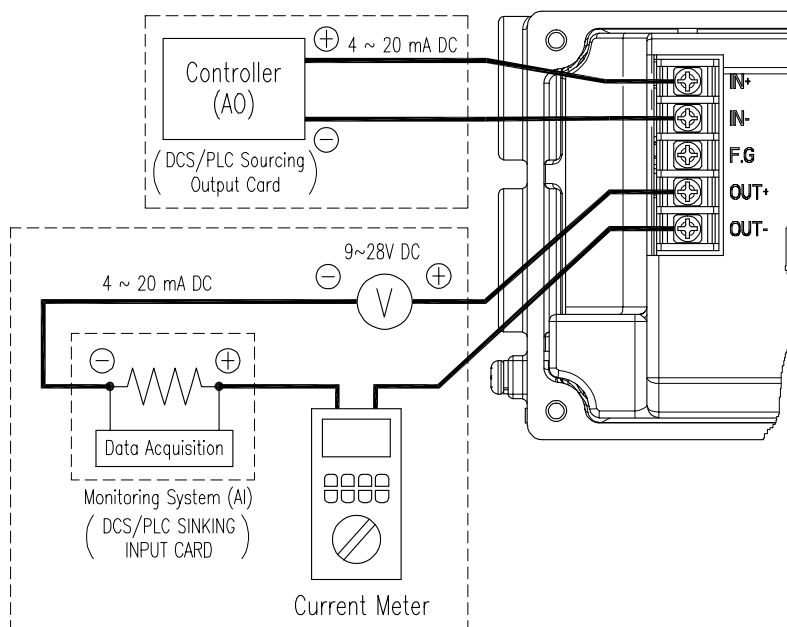 Controller
(AO)
(DCS/PLC Sourcing
Output Card)
+
4 ~ 20 mA DC
−
IN+
IN-
F.G
OUT+
OUT-
9~28V DC
−
+
V
4 ~ 20 mA DC
−
+
Data Acquisition
Monitoring System (AI)
(DCS/PLC SINKING
INPUT CARD)
Current Meter